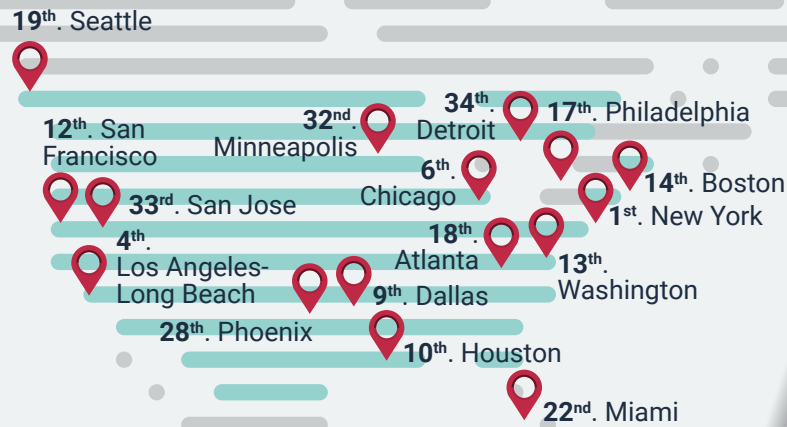 19th. Seattle
34th.
Detroit
17th. Philadelphia
32nd.
Minneapolis
12th. San
Francisco
6th.
Chicago
14th. Boston
33rd. San Jose
1st. New York
18th.
Atlanta
4th.
Los Angeles-
Long Beach
13th.
Washington
9th. Dallas
28th. Phoenix
10th. Houston
22nd. Miami